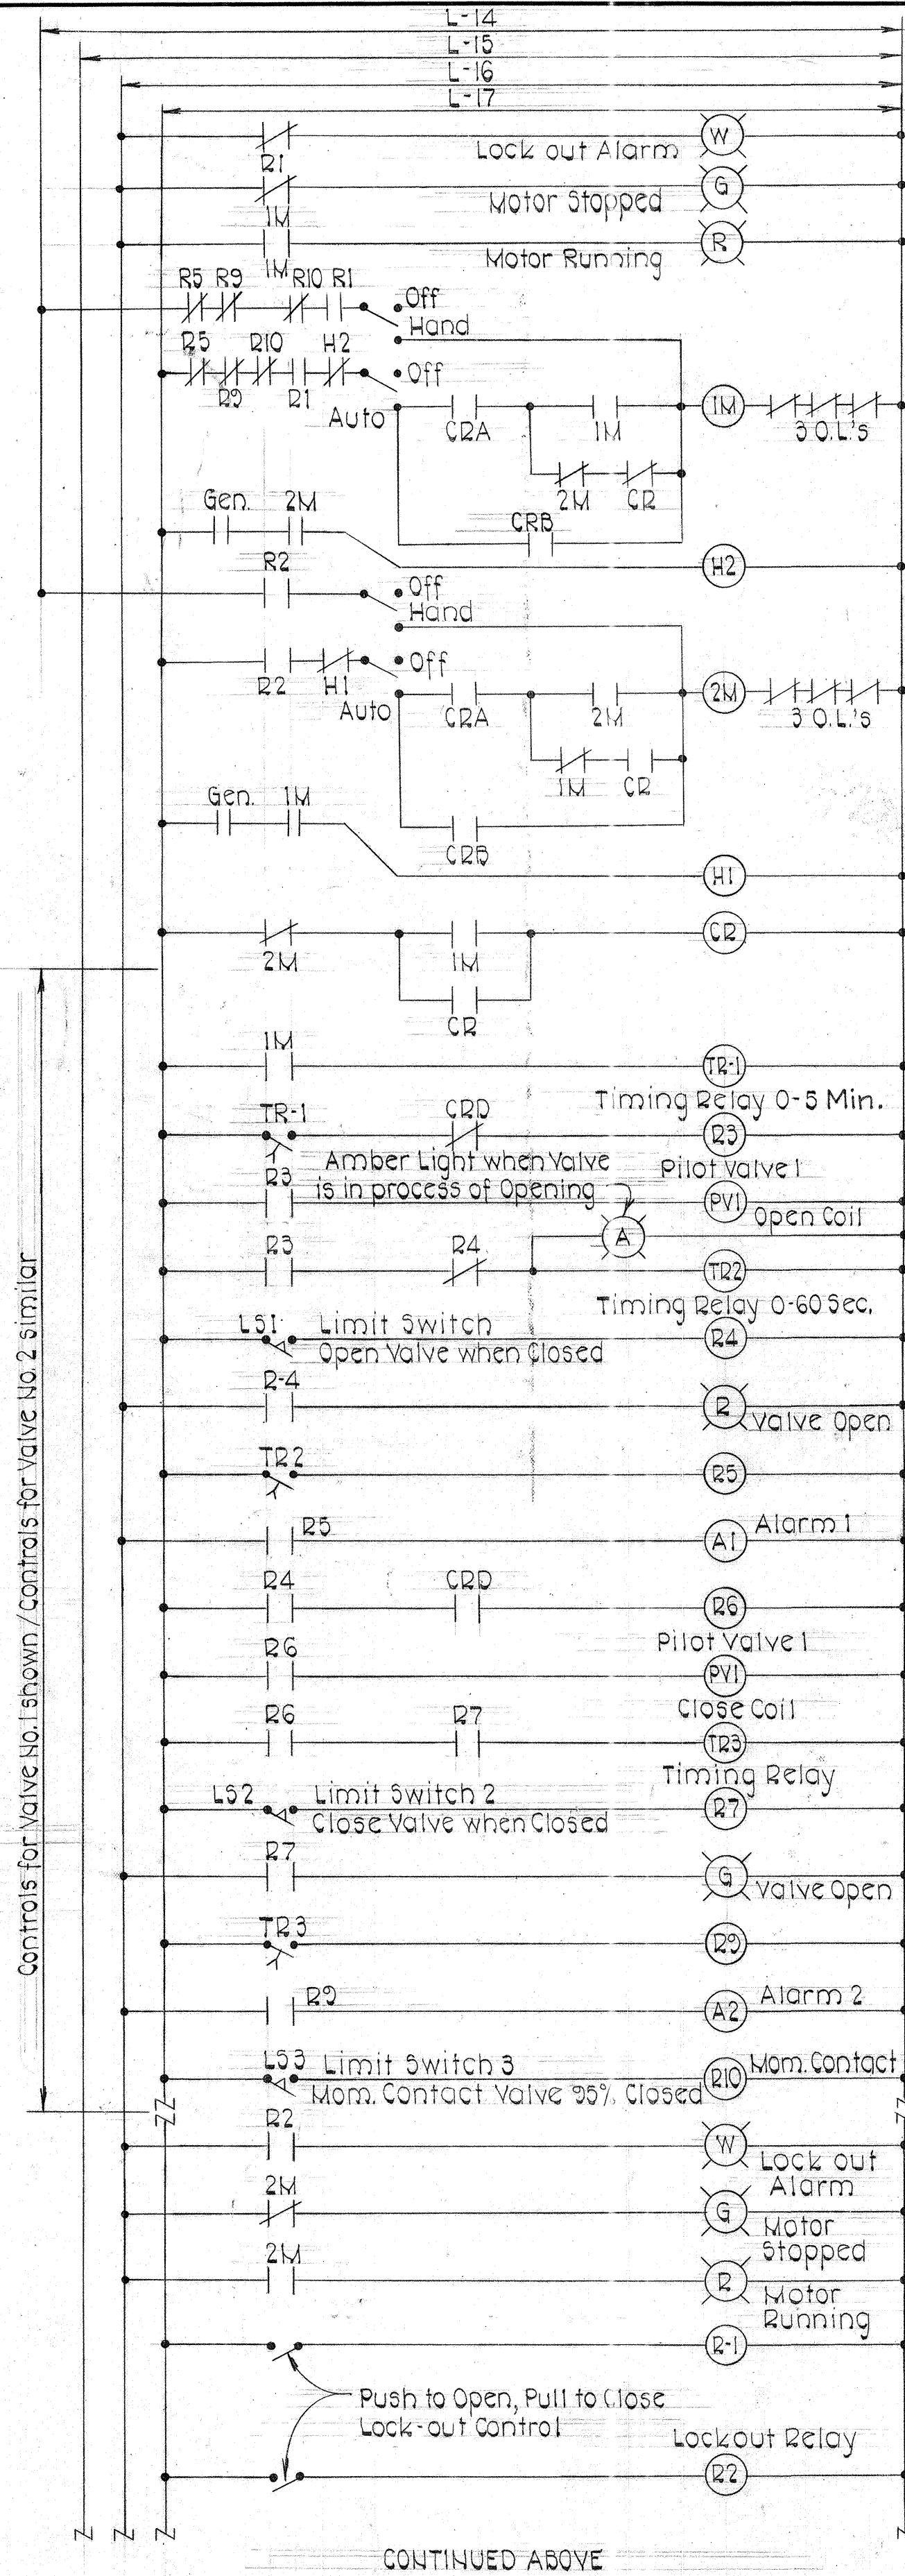 L-14
L-15
L-16
L-17
R1
Lock out Alarm
W
1M
Motor Stopped
G
1M
Motor Running
R
R5 R9 R10 R1
Off
Hand
R5 R10 H2
R9 R1
Off
Auto
CRA
1M
1M
3 O.L.'s
2M CR
Gen. 2M
CRB
H2
R2
Off
Hand
R2 H1
Off
Auto
CRA
2M
2M
3 O.L.'s
1M CR
Gen. 1M
CRB
H1
2M
1M
CR
CR
1M
TR-1
Timing Relay 0-5 Min.
TR-1
CRD
R3
Amber Light when Valve
is in process of Opening
R3
Pilot Valve 1
PV1
Open Coil
A
R3
R4
TR2
Timing Relay 0-60 Sec.
LS1
Limit Switch
Open Valve when Closed
R4
R-4
R
Valve Open
TR2
R5
R5
A1
Alarm 1
R4
CRD
R6
R6
Pilot Valve 1
PV1
Close Coil
R6
R7
TR3
Timing Relay
LS2
Limit Switch 2
Close Valve when Closed
R7
R7
G
Valve Open
TR3
R9
R9
A2
Alarm 2
LS3
Limit Switch 3
Mom. Contact Valve 95% Closed
R10
Mom. Contact
Controls for Valve No. 1 shown / Controls for Valve No. 2 similar
R2
W
Lock out
Alarm
2M
G
Motor
Stopped
2M
R
Motor
Running
R-1
Push to Open, Pull to Close
Lock-out Control
Lockout Relay
R2
CONTINUED ABOVE